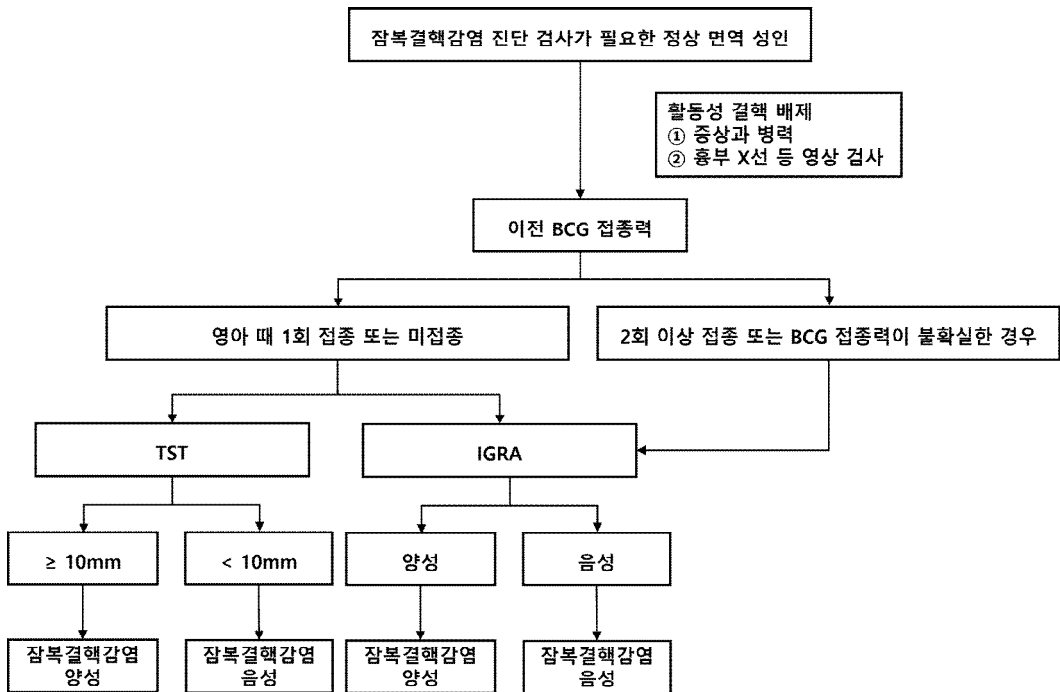 잠복결핵감염 진단 검사가 필요한 정상 면역 성인
활동성 결핵 배제
① 증상과 병력
② 흉부 X선 등 영상 검사
이전 BCG 접종력
영아 때 1회 접종 또는 미접종
2회 이상 접종 또는 BCG 접종력이 불확실한 경우
TST
IGRA
≥ 10mm
< 10mm
양성
음성
잠복결핵감염
양성
잠복결핵감염
음성
잠복결핵감염
양성
잠복결핵감염
음성